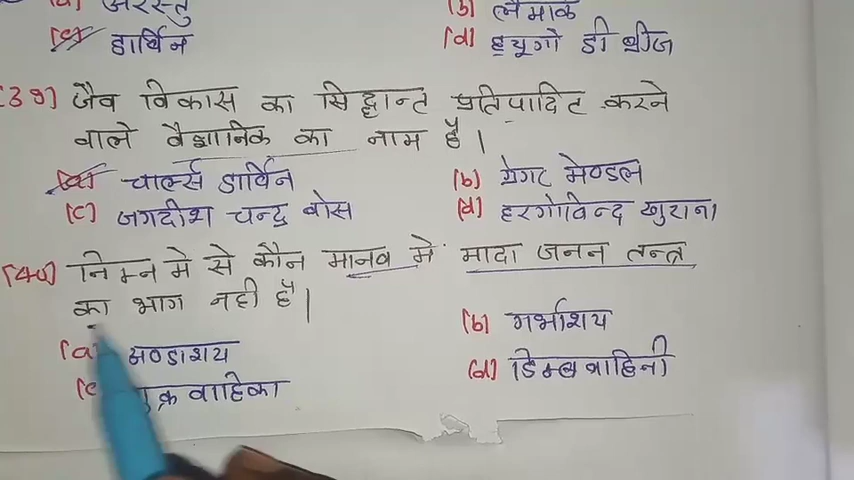 (a) अरस्तु (b) लैमार्क
(c) डार्विन (d) ह्यूगो डी व्रीज
(39) जैव विकास का सिद्धान्त प्रतिपादित करने
वाले वैज्ञानिक का नाम है।
(a) चार्ल्स डार्विन (b) ग्रेगर मेण्डल
(c) जगदीश चन्द्र बोस (d) हरगोविन्द खुराना
(40) निम्न मे से कौन मानव मे मादा जनन तन्त्र
का भाग नही है।
(a) अण्डाशय (b) गर्भाशय
(c) शुक्र वाहिका (d) डिम्ब वाहिनी